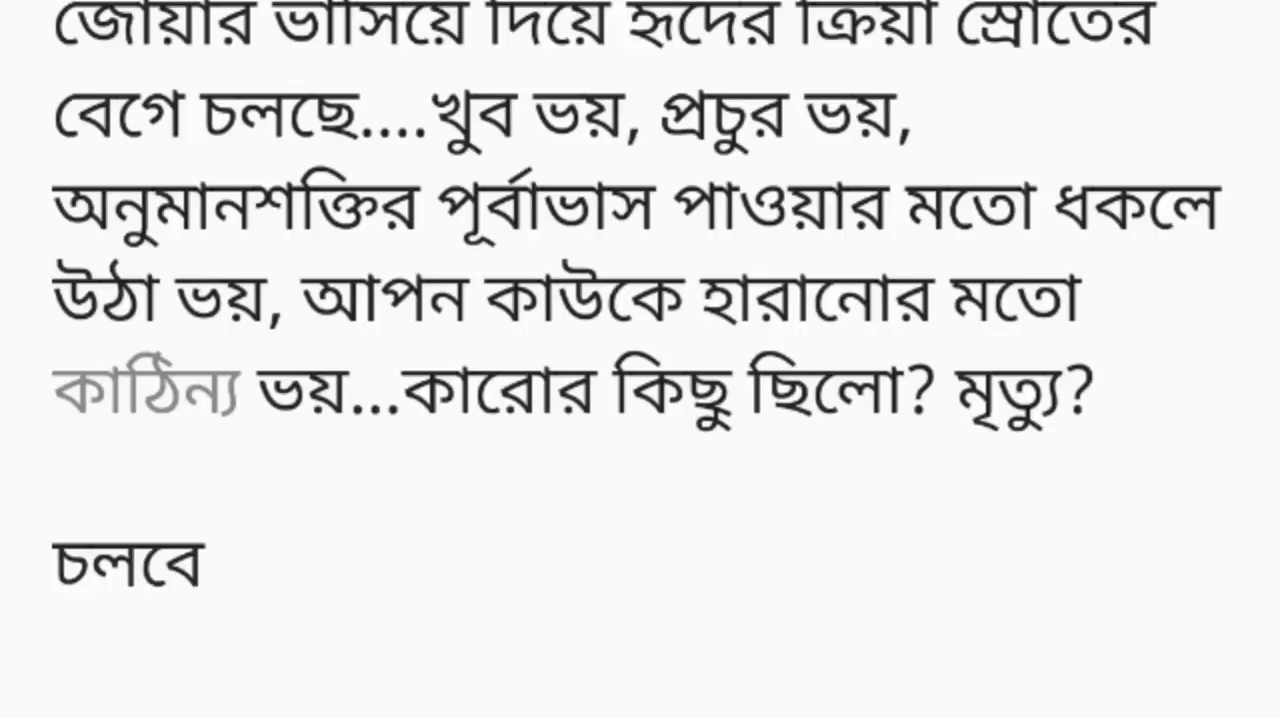 জোয়ার ভাসিয়ে দিয়ে হৃদের ক্রিয়া স্রোতের
বেগে চলছে....খুব ভয়, প্রচুর ভয়,
অনুমানশক্তির পূর্বাভাস পাওয়ার মতো ধকলে
উঠা ভয়, আপন কাউকে হারানোর মতো
কাঠিন্য ভয়...কারোর কিছু ছিলো? মৃত্যু?
চলবে